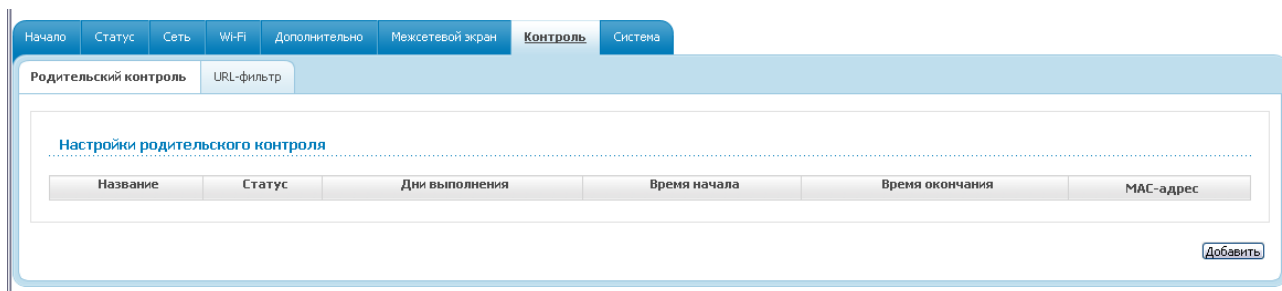 Начало Статус Сеть Wi-Fi Дополнительно Межсетевой экран Контроль Система
Родительский контроль URL-фильтр
Настройки родительского контроля
Название Статус Дни выполнения Время начала Время окончания MAC-адрес
Добавить